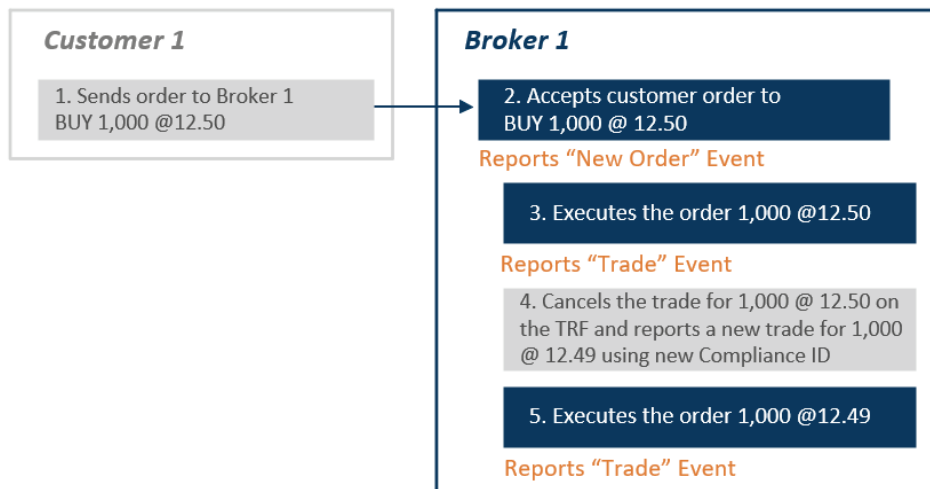 Customer 1
1. Sends order to Broker 1
BUY 1,000 @12.50
Broker 1
2. Accepts customer order to
BUY 1,000 @ 12.50
Reports “New Order” Event
3. Executes the order 1,000 @12.50
Reports “Trade” Event
4. Cancels the trade for 1,000 @ 12.50 on
the TRF and reports a new trade for 1,000
@ 12.49 using new Compliance ID
5. Executes the order 1,000 @12.49
Reports “Trade” Event